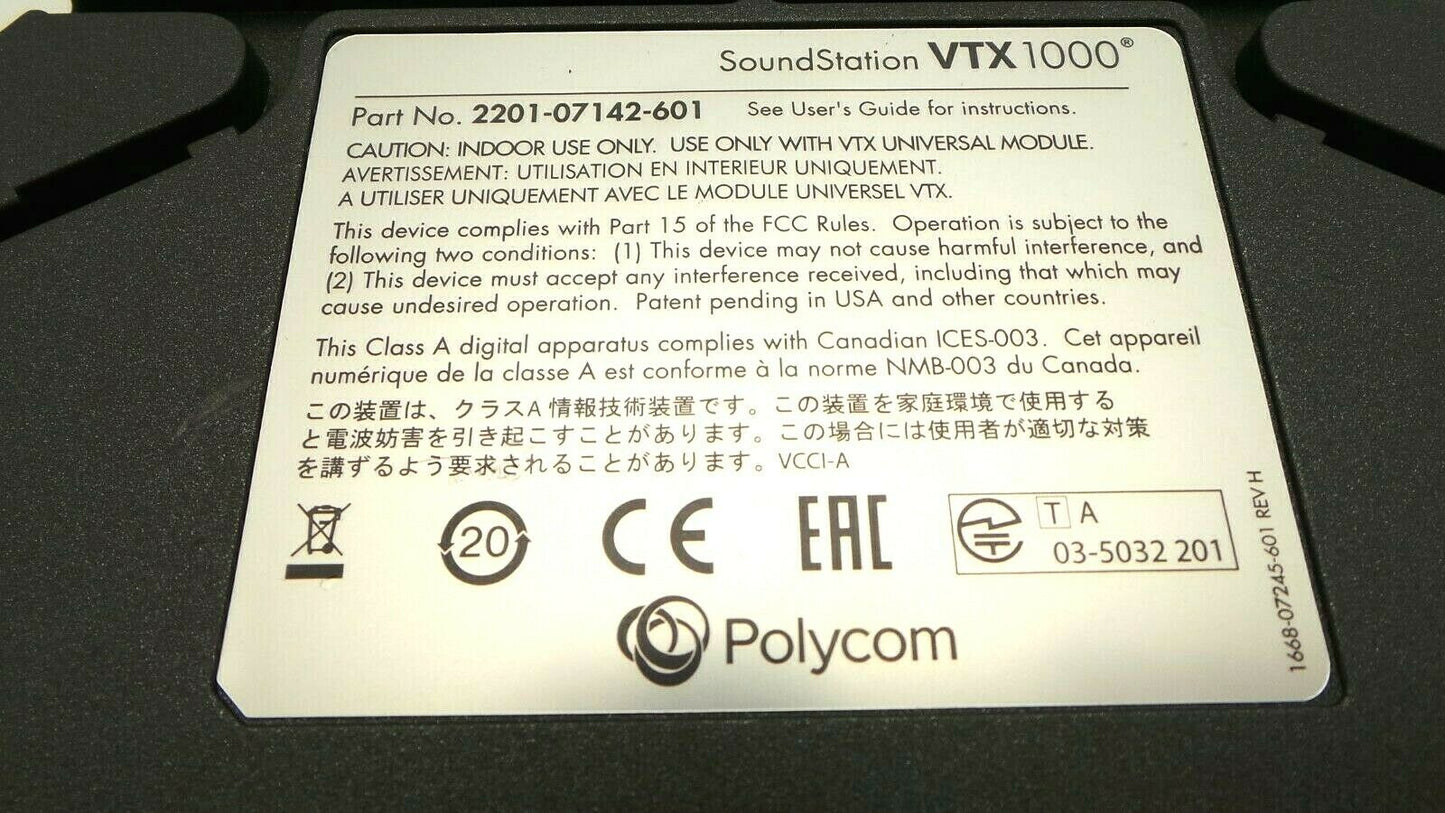 SoundStation VTX1000®
Part No. 2201-07142-601 See User's Guide for instructions.
CAUTION: INDOOR USE ONLY. USE ONLY WITH VTX UNIVERSAL MODULE.
AVERTISSEMENT: UTILISATION EN INTERIEUR UNIQUEMENT.
A UTILISER UNIQUEMENT AVEC LE MODULE UNIVERSEL VTX.
This device complies with Part 15 of the FCC Rules. Operation is subject to the
following two conditions: (1) This device may not cause harmful interference, and
(2) This device must accept any interference received, including that which may
cause undesired operation. Patent pending in USA and other countries.
This Class A digital apparatus complies with Canadian ICES-003. Cet appareil
numérique de la classe A est conforme à la norme NMB-003 du Canada.
この装置は、クラスA 情報技術装置です。この装置を家庭環境で使用する
と電波妨害を引き起こすことがあります。この場合には使用者が適切な対策
を講ずるよう要求されることがあります。VCCI-A
20 CE EAC T A
03-5032 201
Polycom
1668-07245-601 REV H